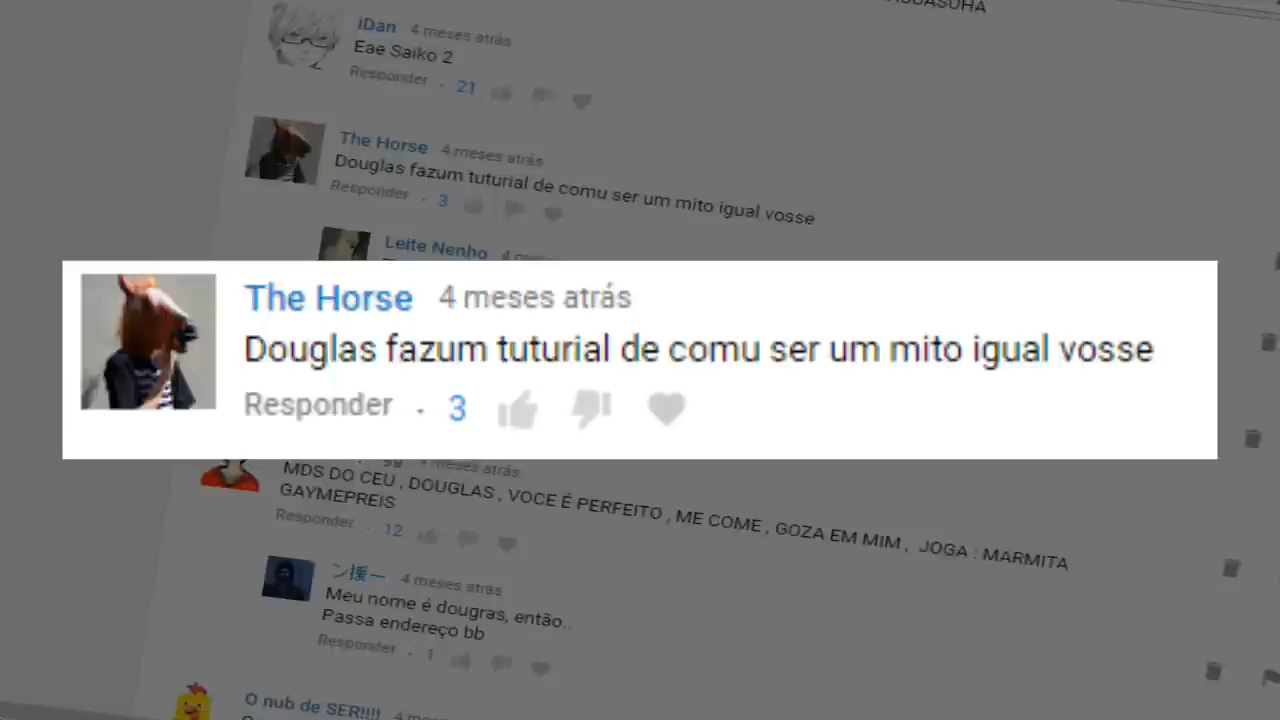 iDan 4 meses atrás
Eae Saiko 2
Responder · 21
The Horse 4 meses atrás
Douglas fazum tuturial de comu ser um mito igual vosse
Responder · 3
Leite Nenho
The Horse 4 meses atrás
Douglas fazum tuturial de comu ser um mito igual vosse
Responder · 3
meses atrás
MDS DO CEU , DOUGLAS , VOCE É PERFEITO , ME COME , GOZA EM MIM , JOGA : MARMITA
GAYMEPREIS
Responder · 12
ン援一 4 meses atrás
Meu nome é dougras, então..
Passa endereço bb
Responder · 1
O nub de SER!!!!